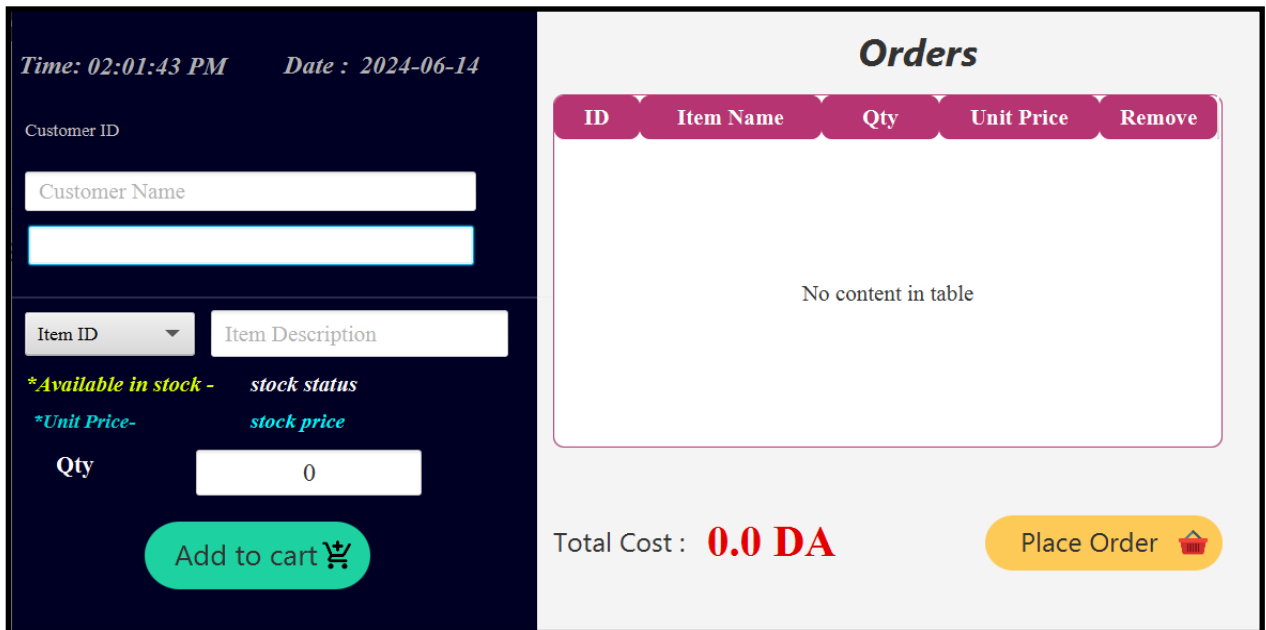 Time: 02:01:43 PM Date : 2024-06-14
Customer ID
Customer Name
Item ID Item Description
*Available in stock - stock status
*Unit Price- stock price
Qty 0
Add to cart
Orders
ID Item Name Qty Unit Price Remove
No content in table
Total Cost : 0.0 DA Place Order